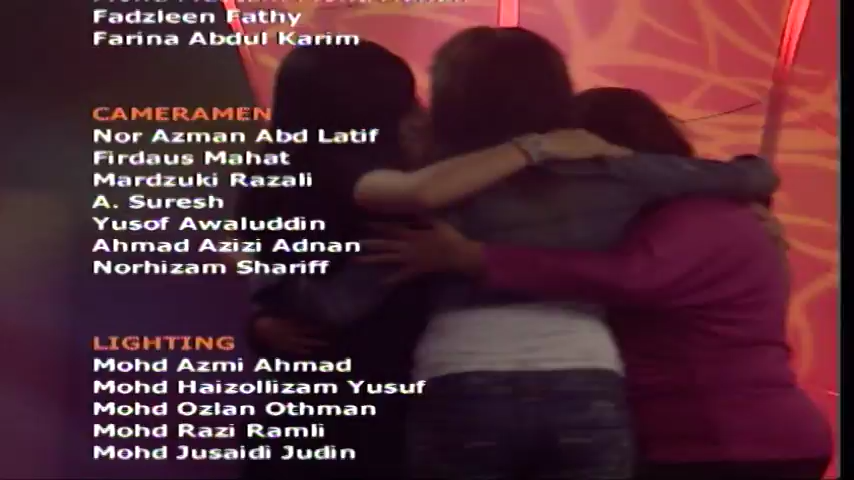 Fadzleen Fathy
Farina Abdul Karim
CAMERAMEN
Nor Azman Abd Latif
Firdaus Mahat
Mardzuki Razali
A. Suresh
Yusof Awaluddin
Ahmad Azizi Adnan
Norhizam Shariff
LIGHTING
Mohd Azmi Ahmad
Mohd Haizollizam Yusuf
Mohd Ozlan Othman
Mohd Razi Ramli
Mohd Jusaidi Judin